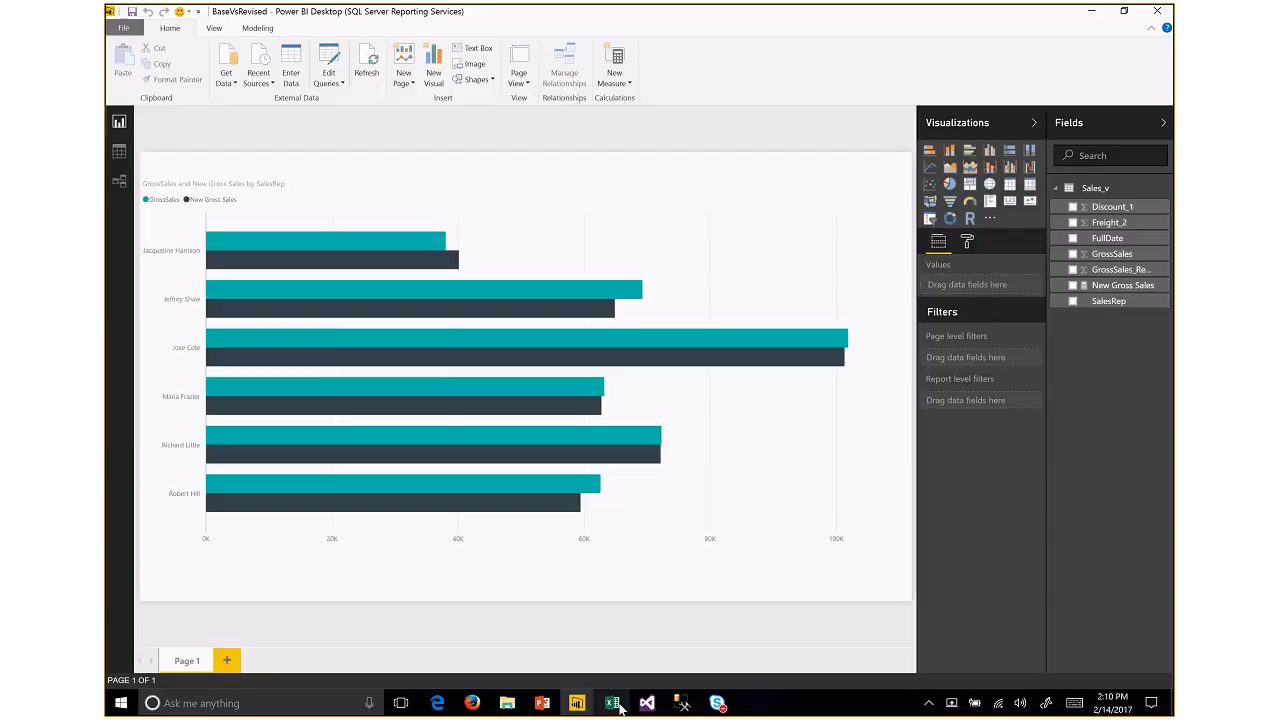 BaseVsRevised - Power BI Desktop (SQL Server Reporting Services)
File Home View Modeling
Paste
Cut
Copy
Format Painter
Get Data
Recent Sources
Enter Data
Edit Queries
Refresh
New Page
New Visual
Text Box
Image
Shapes
Page View
Manage Relationships
New Measure
Clipboard External Data Insert View Relationships Calculations
GrossSales and New Gross Sales by SalesRep
GrossSales New Gross Sales
Jacqueline Harrison
Jeffrey Shaw
Jose Cole
Maria Frazier
Richard Little
Robert Hill
0K 20K 40K 60K 80K 100K
Visualizations
R
Values
Drag data fields here
Filters
Page level filters
Drag data fields here
Report level filters
Drag data fields here
Fields
Search
Sales_v
Σ Discount_1
Σ Freight_2
FullDate
Σ GrossSales
Σ GrossSales_Re...
New Gross Sales
SalesRep
Page 1 +
PAGE 1 OF 1
Ask me anything
2:10 PM
2/14/2017